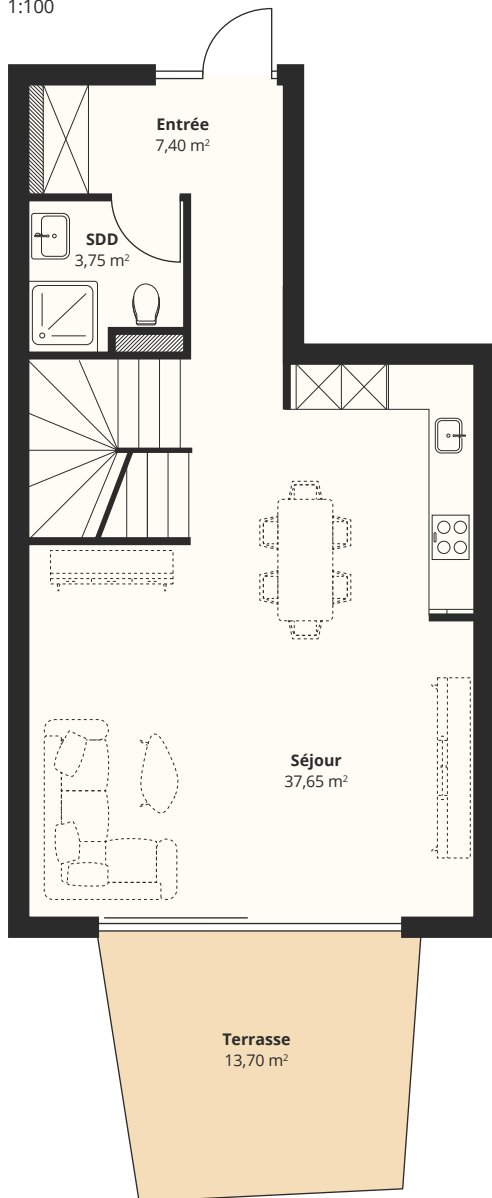 1:100
Entrée
7,40 m²
SDD
3,75 m²
Séjour
37,65 m²
Terrasse
13,70 m²